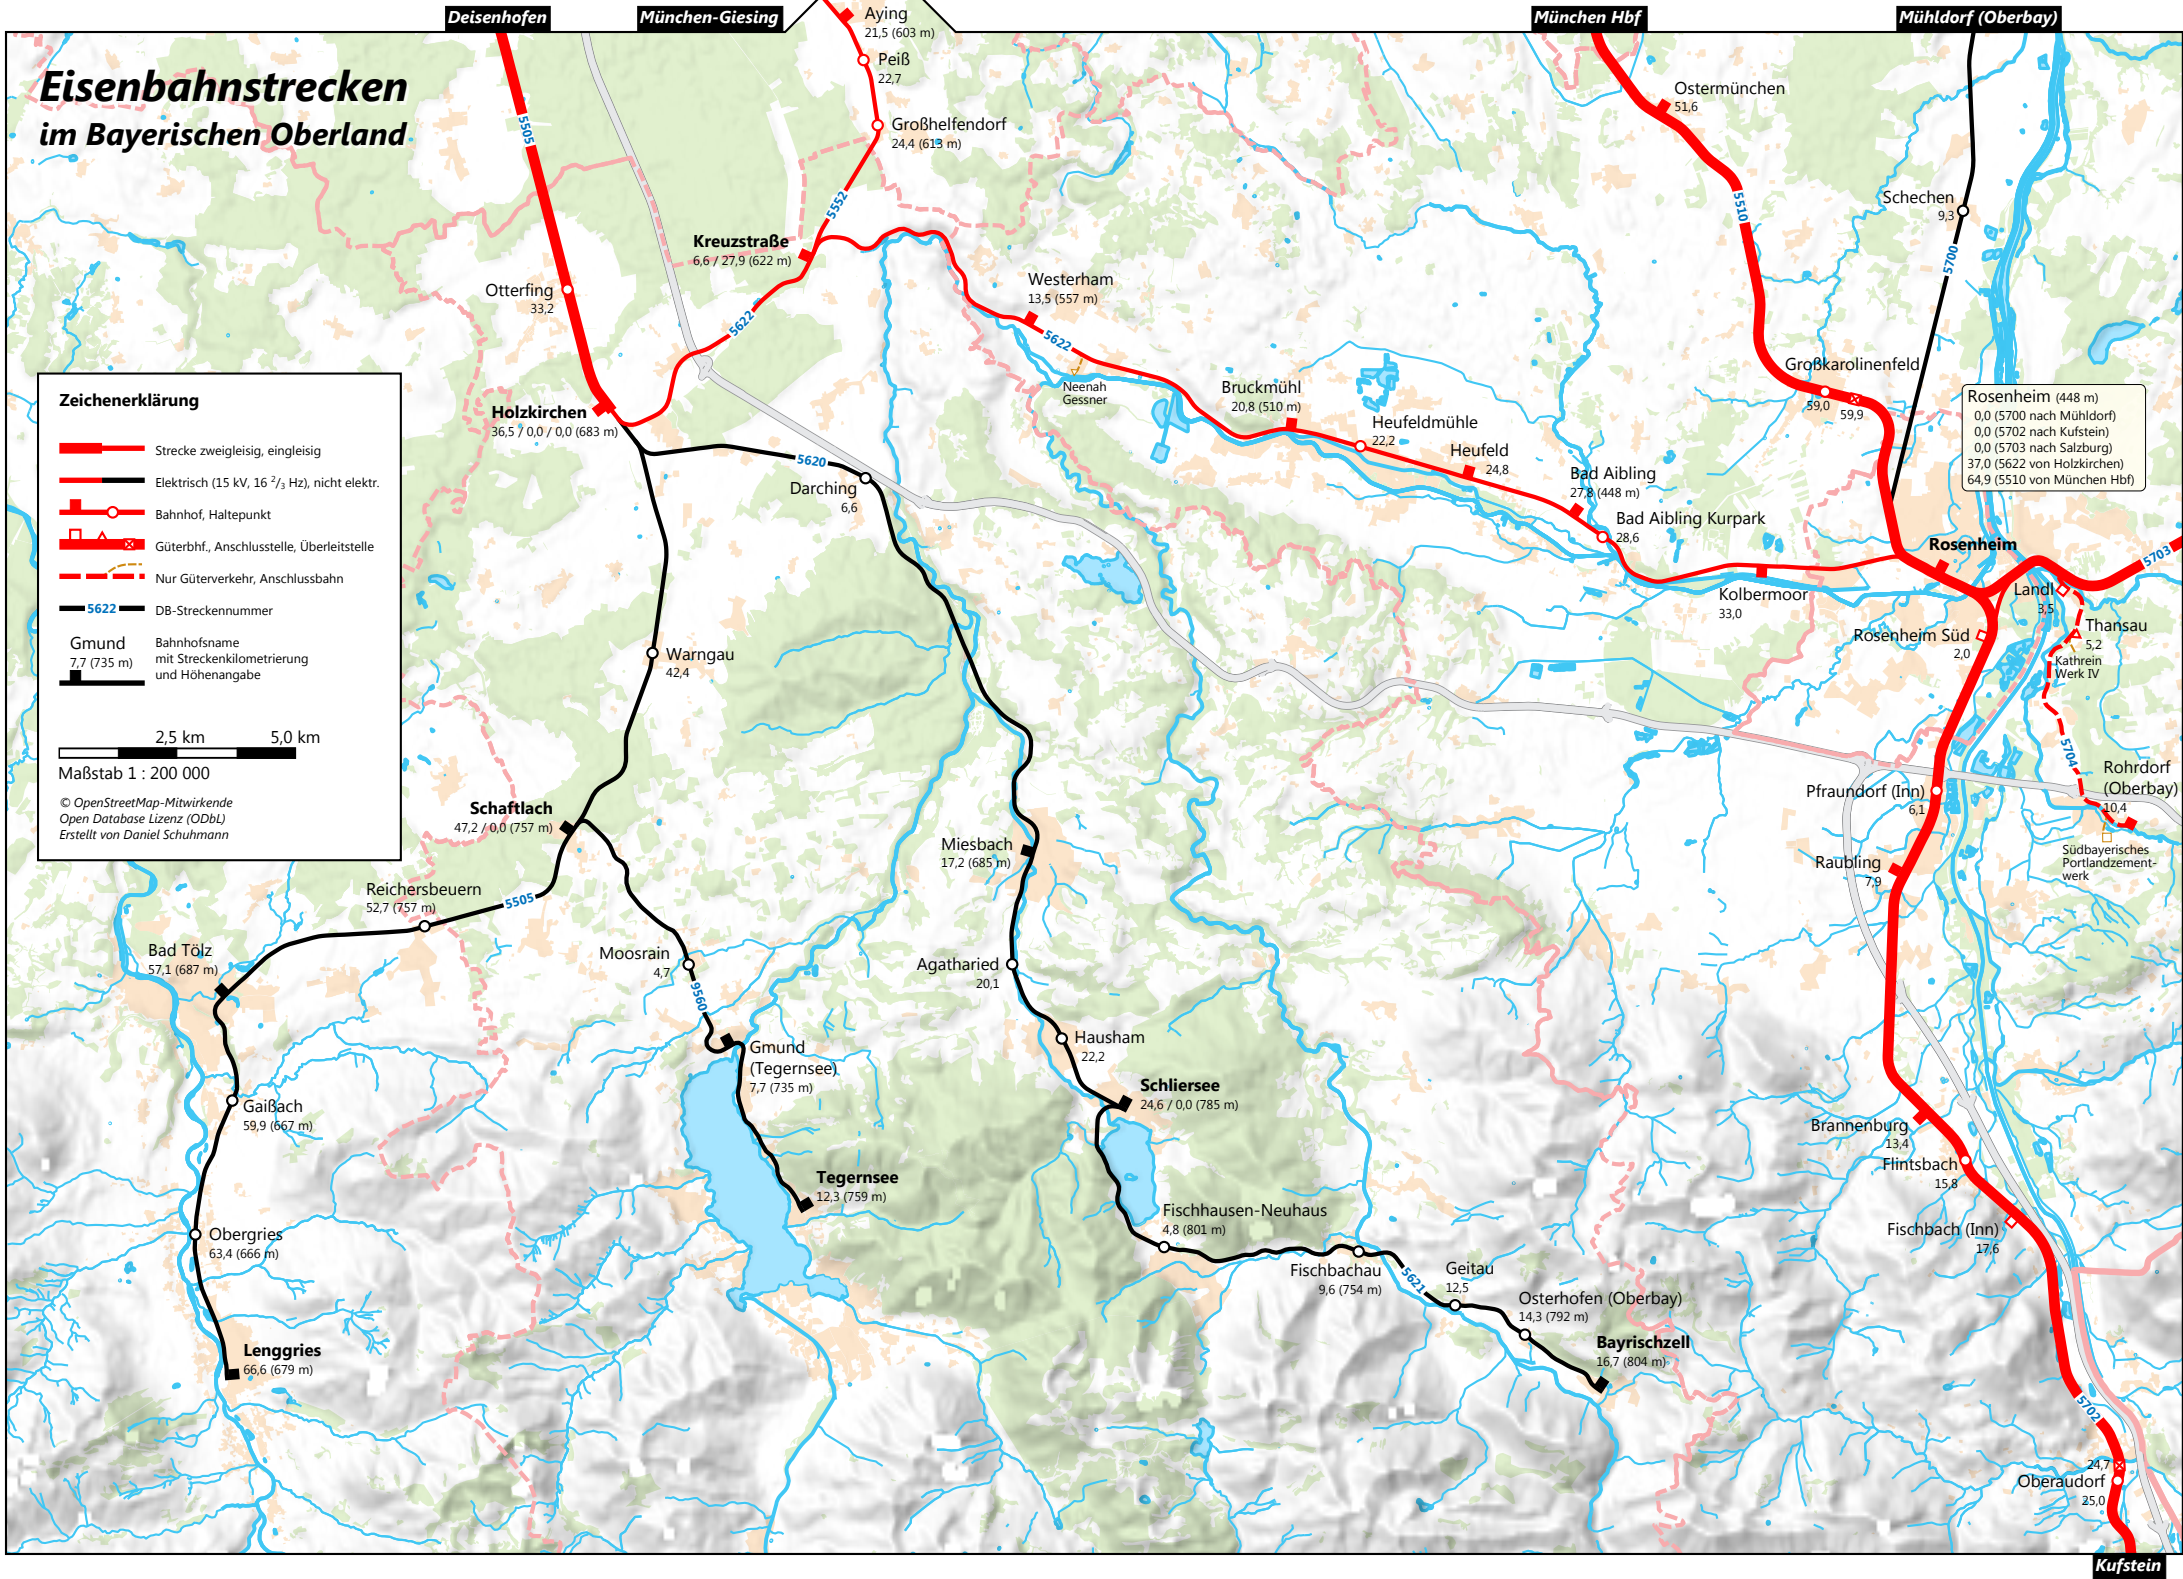 Deisenhofen
München-Giesing
München Hbf
Mühldorf (Oberbay)
Eisenbahnstrecken
im Bayerischen Oberland
Aying
21,5 (603 m)
Peiß
22,7
Großhelfendorf
24,4 (613 m)
5505
5552
Kreuzstraße
6,6 / 27,9 (622 m)
Otterfing
33,2
5622
Holzkirchen
36,5 / 0,0 / 0,0 (683 m)
Westerham
13,5 (557 m)
5622
Neenah
Gessner
Bruckmühl
20,8 (510 m)
Heufeldmühle
22,2
Heufeld
24,8
Bad Aibling
27,8 (448 m)
Bad Aibling Kurpark
28,6
Kolbermoor
33,0
Ostermünchen
51,6
5510
Großkarolinenfeld
59,0
59,9
Schechen
9,3
5700
Rosenheim (448 m)
0,0 (5700 nach Mühldorf)
0,0 (5702 nach Kufstein)
0,0 (5703 nach Salzburg)
37,0 (5622 von Holzkirchen)
64,9 (5510 von München Hbf)
Rosenheim
5703
Landl
3,5
Rosenheim Süd
2,0
Thansau
5,2
Kathrein
Werk IV
5704
Rohrdorf
(Oberbay)
10,4
Südbayerisches
Portlandzement-
werk
Pfraundorf (Inn)
6,1
Raubling
7,9
Brannenburg
13,4
Flintsbach
15,8
Fischbach (Inn)
17,6
5702
24,7
Oberaudorf
25,0
Kufstein
Zeichenerklärung
Strecke zweigleisig, eingleisig
Elektrisch (15 kV, 16 2/3 Hz), nicht elektr.
Bahnhof, Haltepunkt
Güterbhf., Anschlusstelle, Überleitstelle
Nur Güterverkehr, Anschlussbahn
5622 DB-Streckennummer
Gmund
7,7 (735 m)
Bahnhofsname
mit Streckenkilometrierung
und Höhenangabe
2,5 km 5,0 km
Maßstab 1 : 200 000
© OpenStreetMap-Mitwirkende
Open Database Lizenz (ODbL)
Erstellt von Daniel Schuhmann
5620
Darching
6,6
Warngau
42,4
Schaftlach
47,2 / 0,0 (757 m)
Reichersbeuern
52,7 (757 m)
5505
Bad Tölz
57,1 (687 m)
Gaißach
59,9 (667 m)
Obergries
63,4 (666 m)
Lenggries
66,6 (679 m)
Moosrain
4,7
9560
Gmund
(Tegernsee)
7,7 (735 m)
Tegernsee
12,3 (759 m)
Miesbach
17,2 (685 m)
Agatharied
20,1
Hausham
22,2
Schliersee
24,6 / 0,0 (785 m)
Fischhausen-Neuhaus
4,8 (801 m)
Fischbachau
9,6 (754 m)
5621
Geitau
12,5
Osterhofen (Oberbay)
14,3 (792 m)
Bayrischzell
16,7 (804 m)